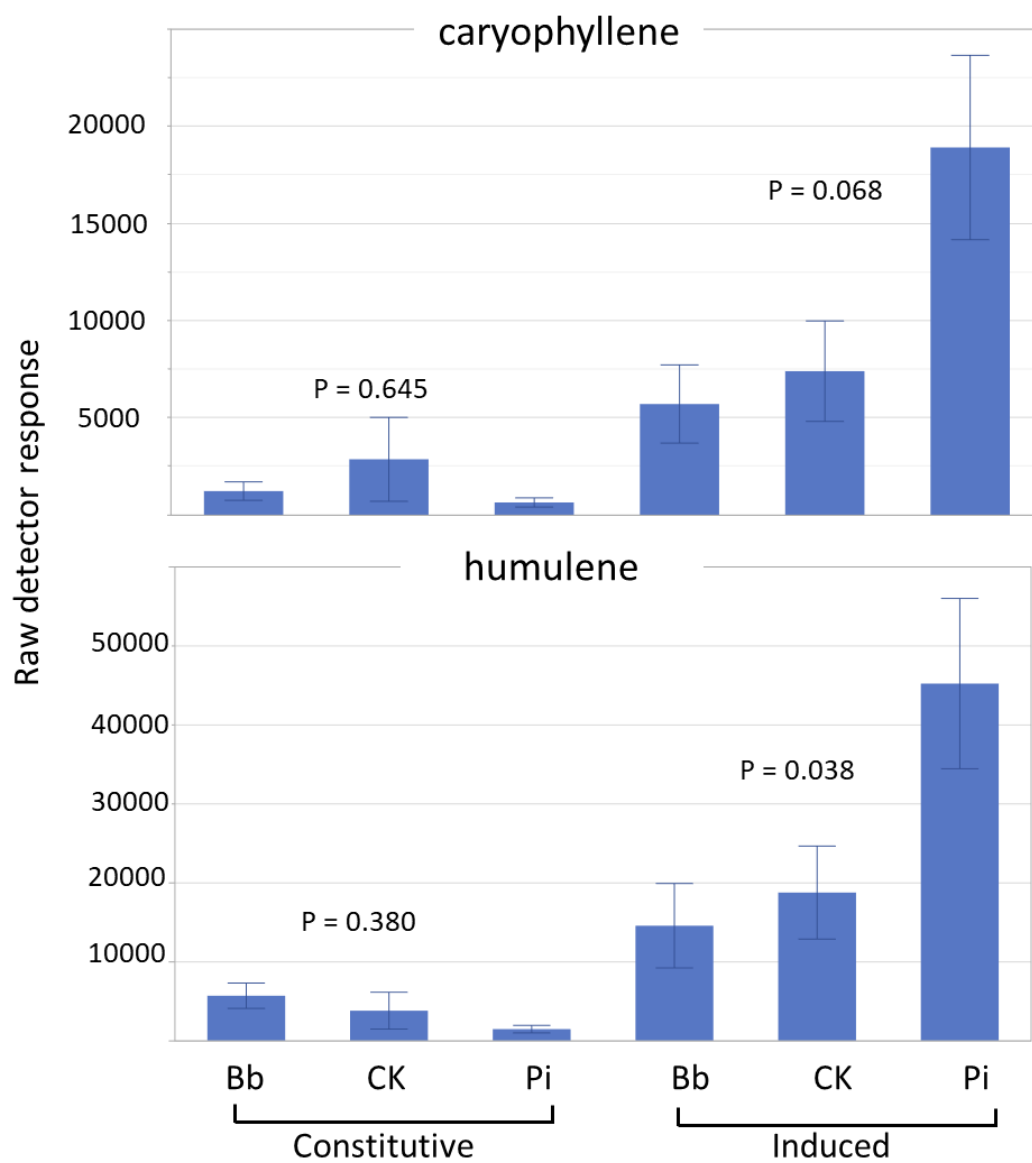 caryophyllene
20000
15000
10000
5000
P = 0.645
P = 0.068
Raw detector response
humulene
50000
40000
30000
20000
10000
P = 0.380
P = 0.038
Bb CK Pi Bb CK Pi
Constitutive Induced